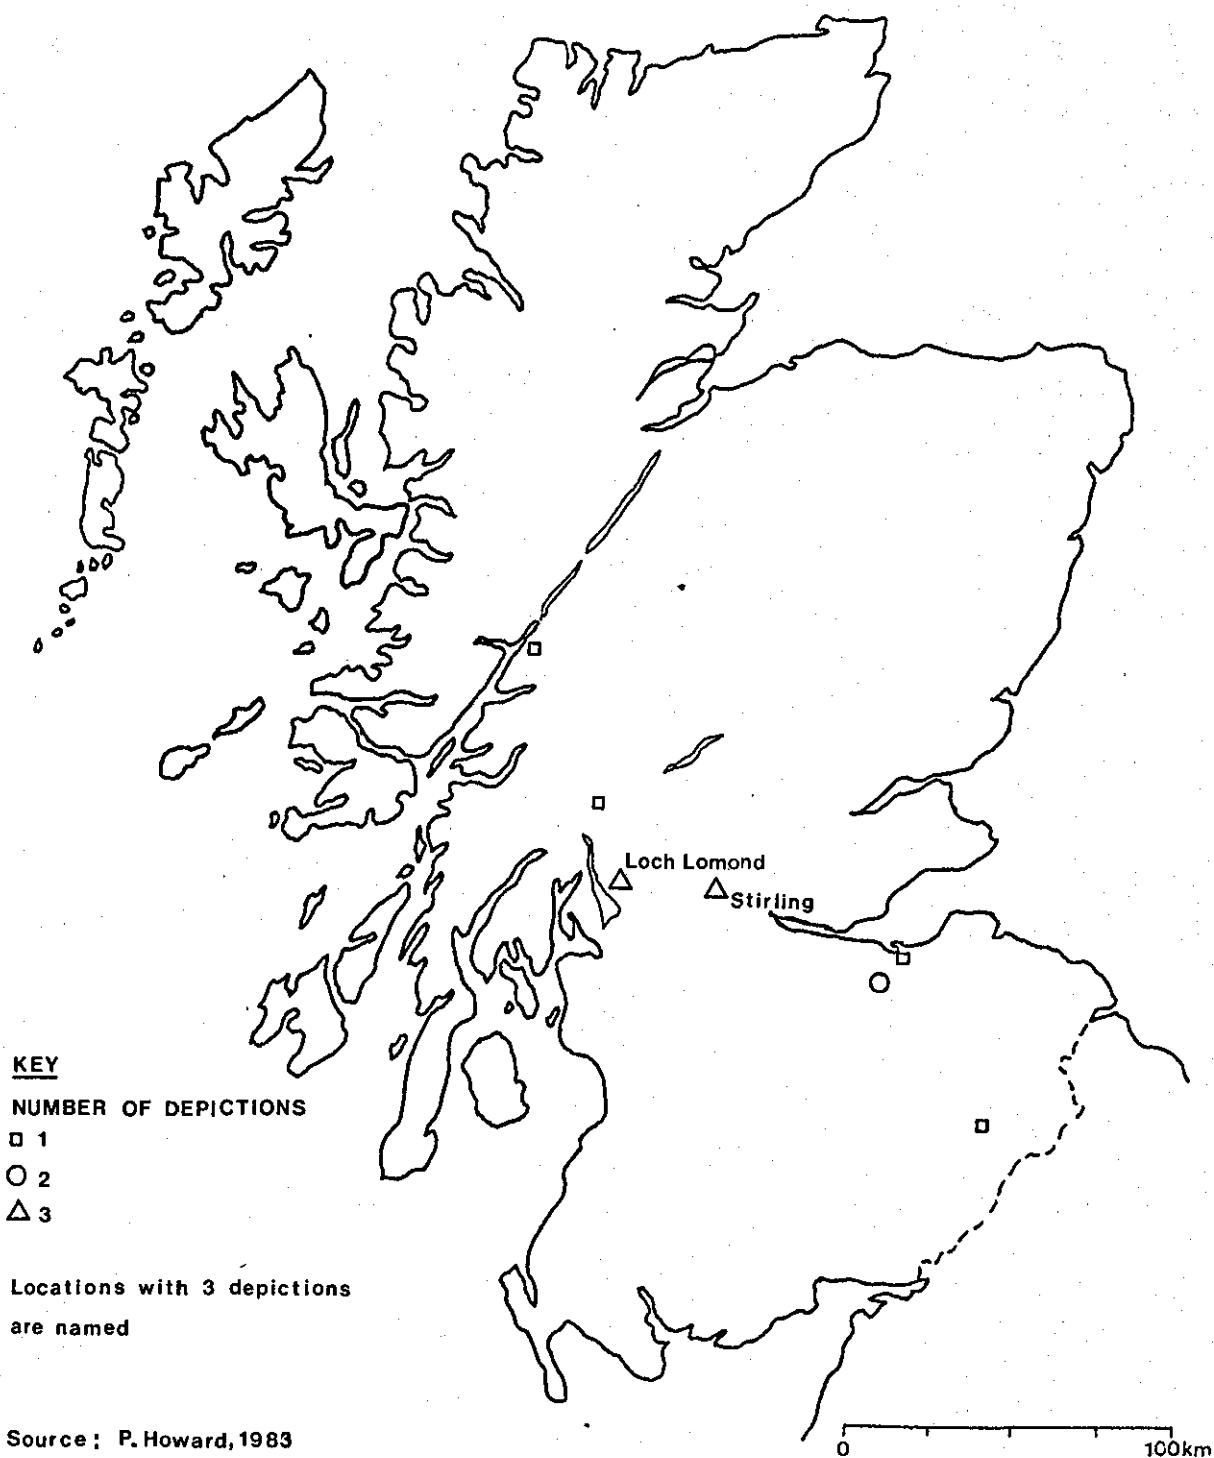 Loch Lomond
Stirling
KEY
NUMBER OF DEPICTIONS
1
2
3
Locations with 3 depictions
are named
Source: P. Howard, 1983
0 100km